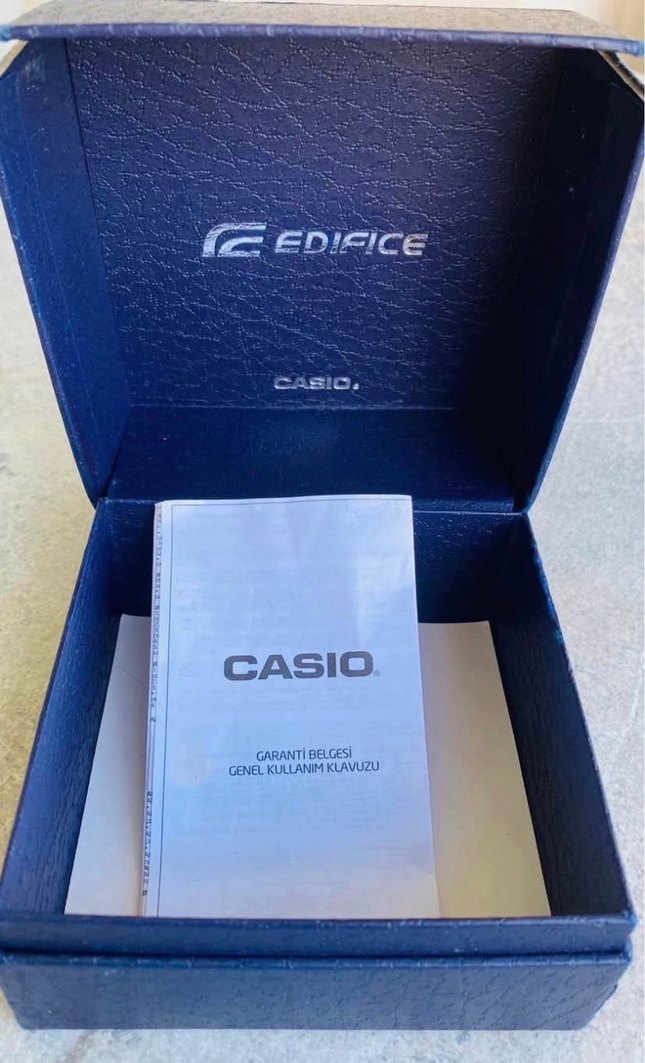 EDIFICE
CASIO.
CASIO®
GARANTİ BELGESİ
GENEL KULLANIM KLAVUZU